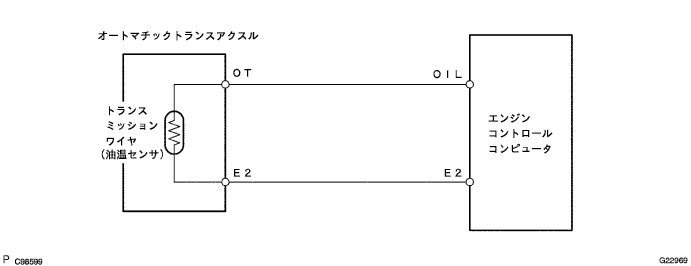 オートマチックトランスアクスル
OT
OIL
トランス
ミッション
ワイヤ
(油温センサ)
エンジン
コントロール
コンピュータ
E2
E2
P C98599
G22969